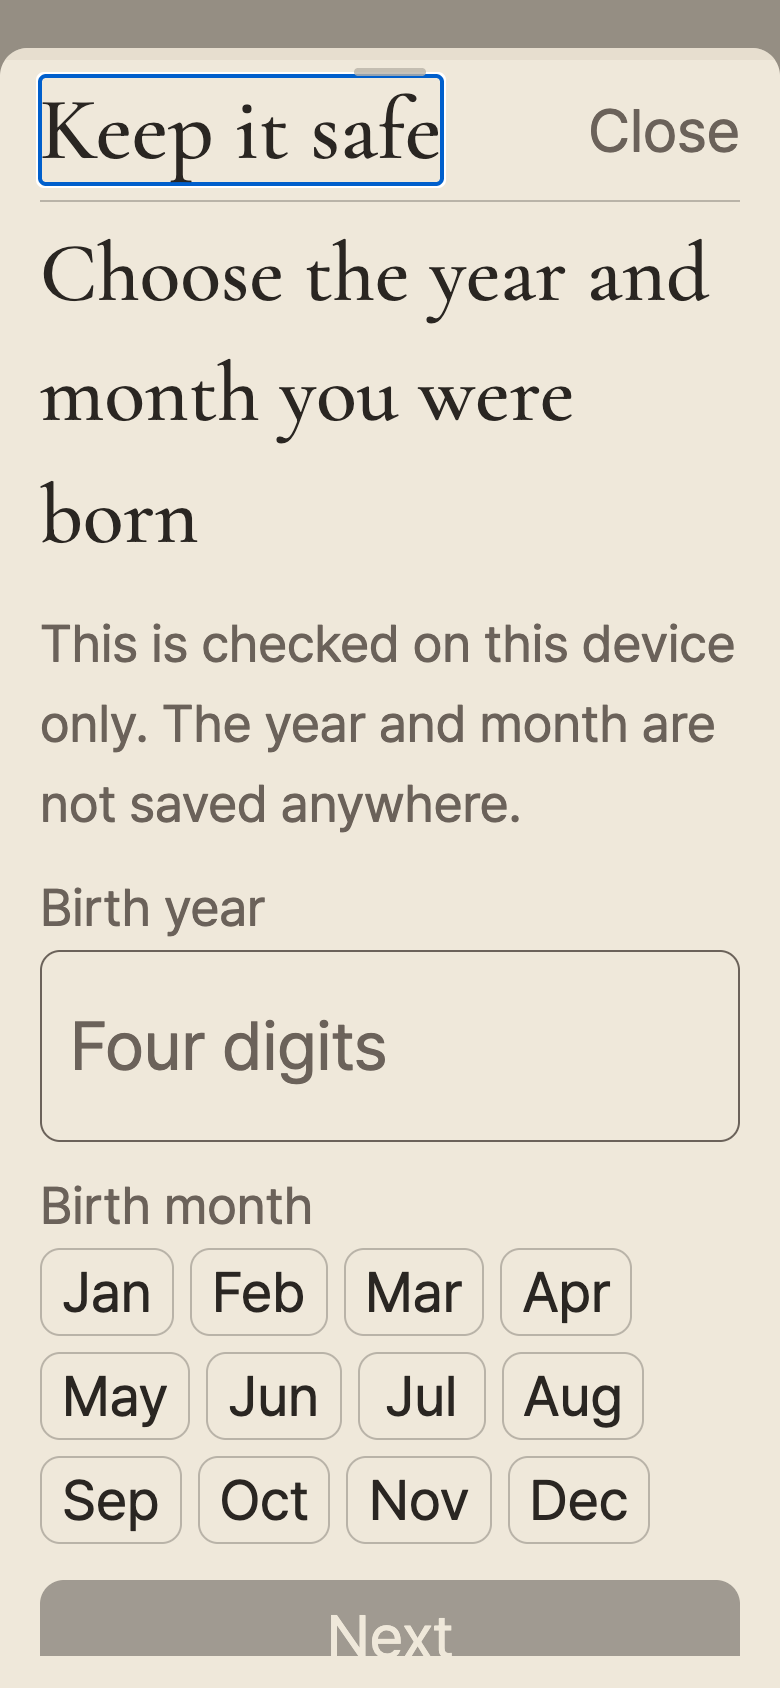 Keep it safe
Close
Choose the year and
month you were
born
This is checked on this device
only. The year and month are
not saved anywhere.
Birth year
Four digits
Birth month
Jan Feb Mar Apr
May Jun Jul Aug
Sep Oct Nov Dec
Next